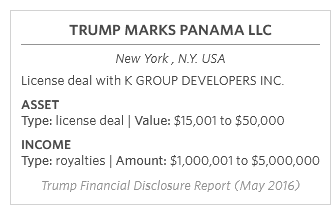 TRUMP MARKS PANAMA LLC
New York , N.Y. USA
License deal with K GROUP DEVELOPERS INC.
ASSET
Type: license deal | Value: $15,001 to $50,000
INCOME
Type: royalties | Amount: $1,000,001 to $5,000,000
Trump Financial Disclosure Report (May 2016)